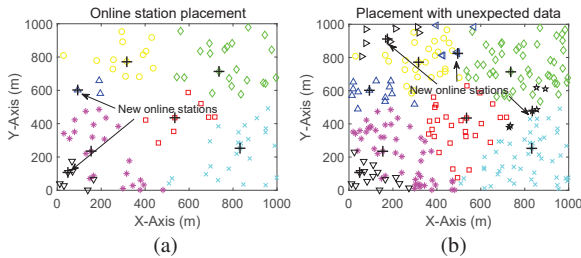 Online station placement
Y-Axis (m)
1000
800
600
400
200
0
New online stations
0 200 400 600 800 1000
X-Axis (m)
(a)
Placement with unexpected data
Y-Axis (m)
1000
800
600
400
200
0
New online stations
0 200 400 600 800 1000
X-Axis (m)
(b)